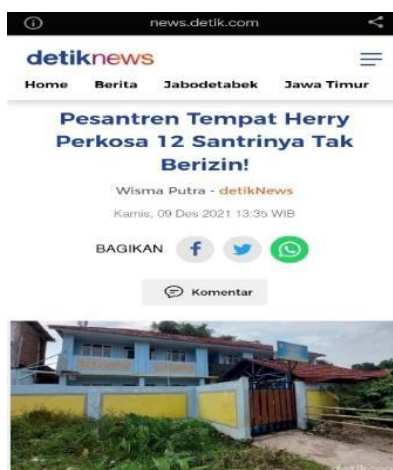 news.detik.com
detiknews
Home Berita Jabodetabek Jawa Timur
Pesantren Tempat Herry
Perkosa 12 Santrinya Tak
Berizin!
Wisma Putra - detikNews
Kamis, 09 Des 2021 13:35 WIB
BAGIKAN
Komentar